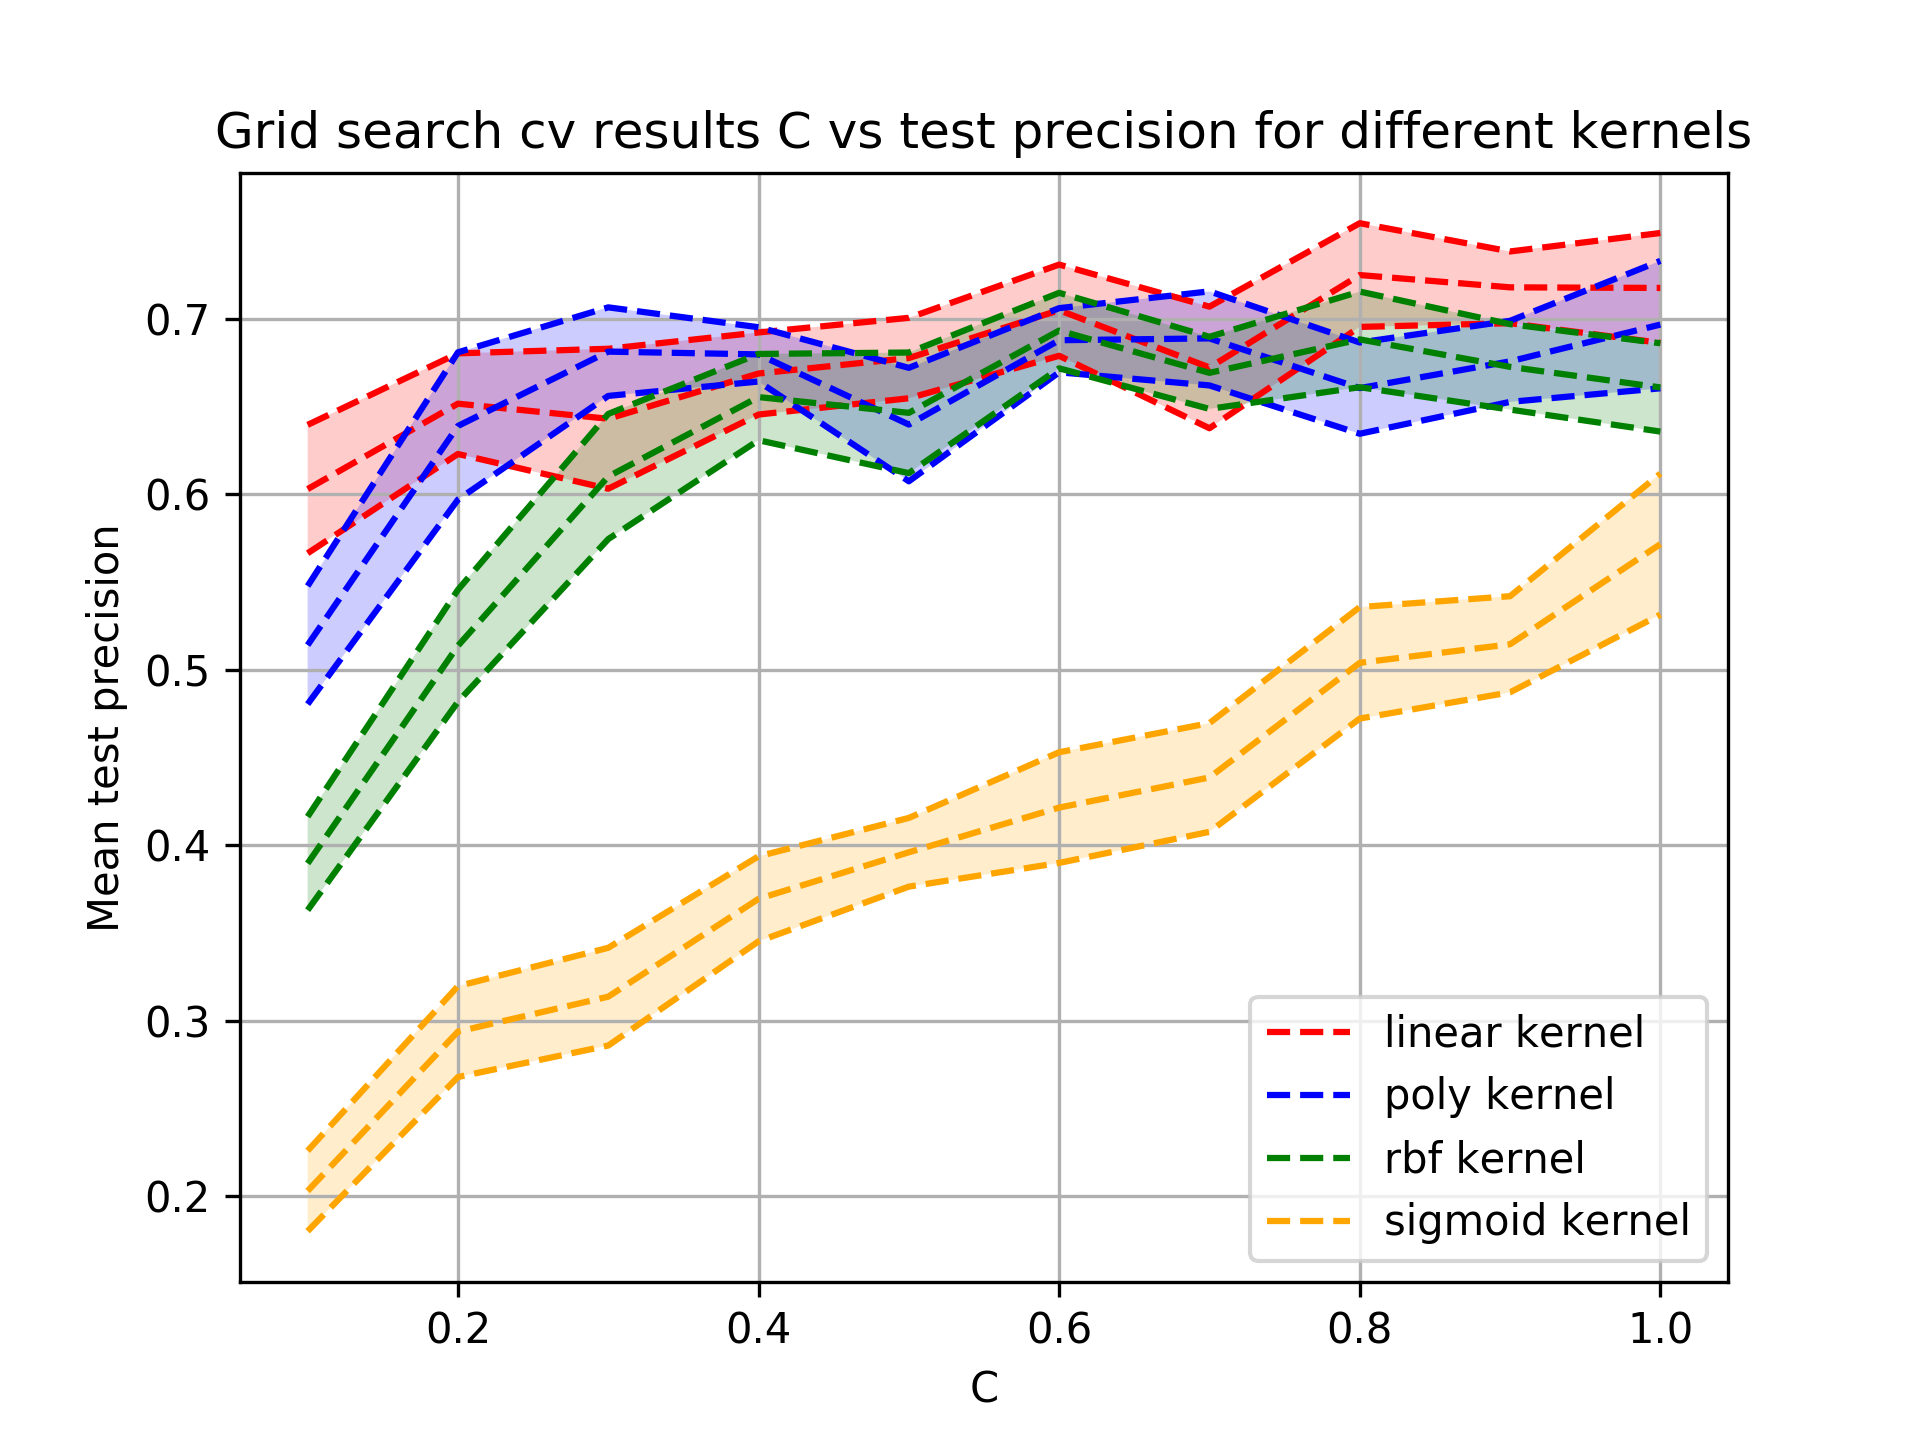 Grid search cv results C vs test precision for different kernels
Mean test precision
0.7
0.6
0.5
0.4
0.3
0.2
0.2 0.4 0.6 0.8 1.0
C
linear kernel
poly kernel
rbf kernel
sigmoid kernel